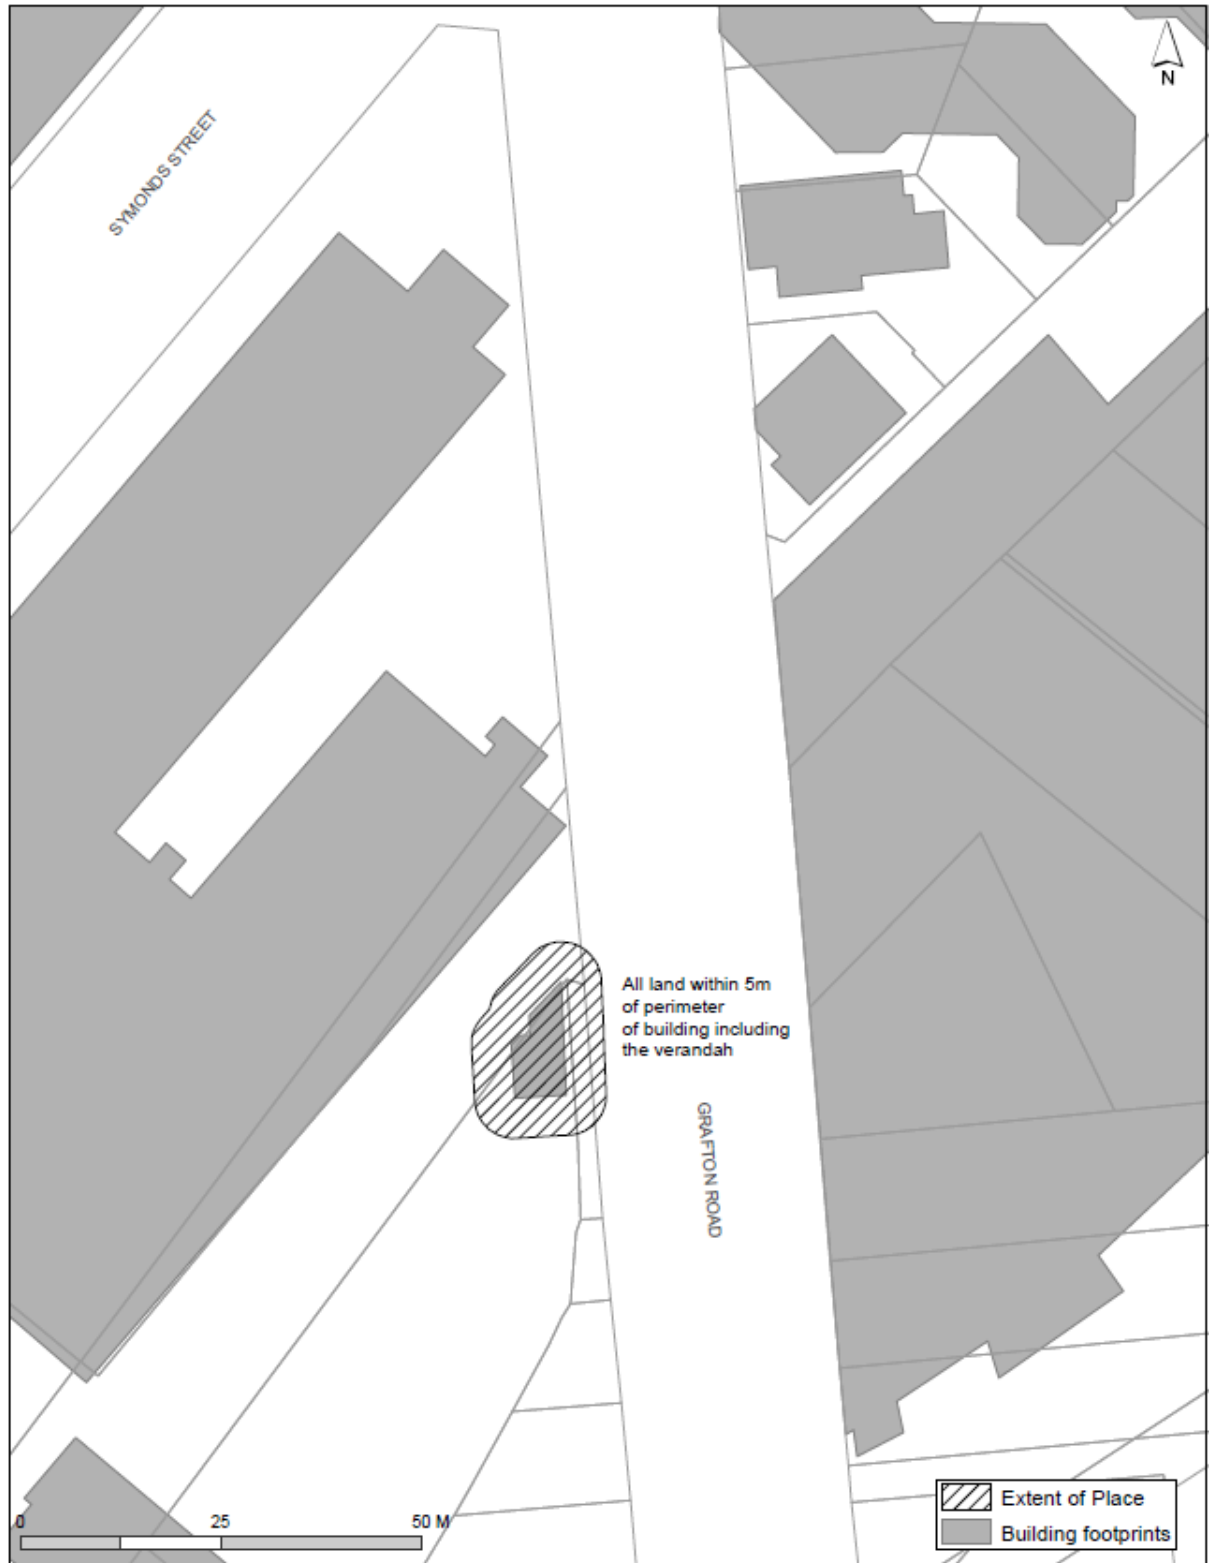 N
SYMONDS STREET
All land within 5m
of perimeter
of building including
the verandah
GRAFTON ROAD
Extent of Place
Building footprints
0 25 50 M